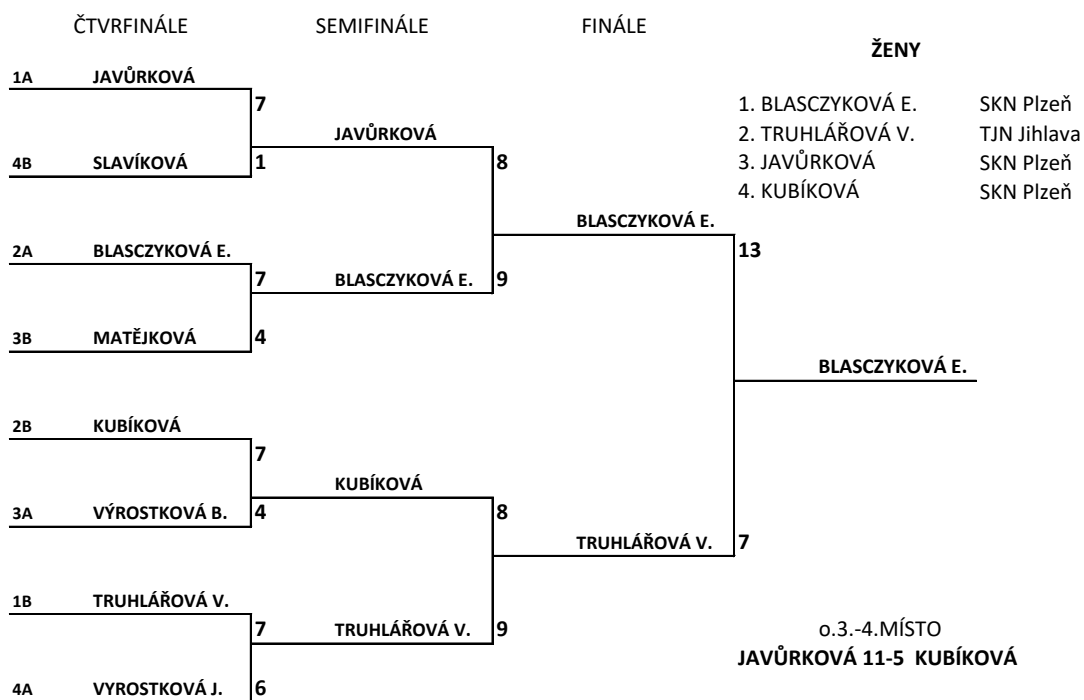 ČTVRFINÁLE SEMIFINÁLE FINÁLE
ŽENY
1A JAVŮRKOVÁ
7
1. BLASCZYKOVÁ E. SKN Plzeň
JAVŮRKOVÁ
2. TRUHLÁŘOVÁ V. TJN Jihlava
4B SLAVÍKOVÁ 1 8
3. JAVŮRKOVÁ SKN Plzeň
4. KUBÍKOVÁ SKN Plzeň
BLASCZYKOVÁ E.
2A BLASCZYKOVÁ E. 13
7 BLASCZYKOVÁ E. 9
3B MATĚJKOVÁ 4
BLASCZYKOVÁ E.
2B KUBÍKOVÁ
7
KUBÍKOVÁ
3A VÝROSTKOVÁ B. 4 8
TRUHLÁŘOVÁ V. 7
1B TRUHLÁŘOVÁ V.
7 TRUHLÁŘOVÁ V. 9
o.3.-4.MÍSTO
JAVŮRKOVÁ 11-5 KUBÍKOVÁ
4A VYROSTKOVÁ J. 6